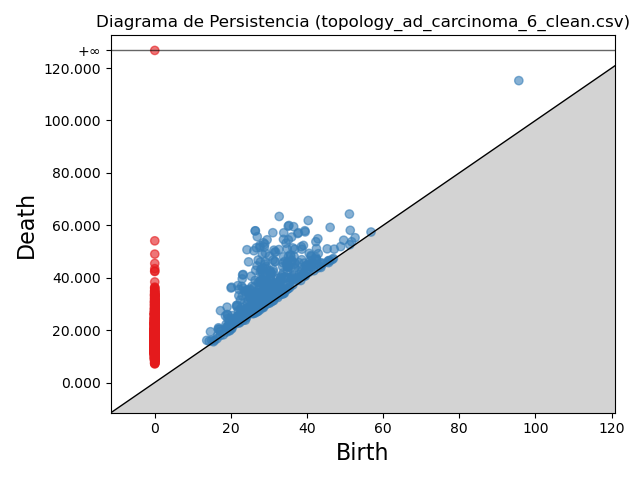 Diagrama de Persistencia (topology_ad_carcinoma_6_clean.csv)
+∞
120.000
100.000
80.000
60.000
40.000
20.000
0.000
Death
0 20 40 60 80 100 120
Birth